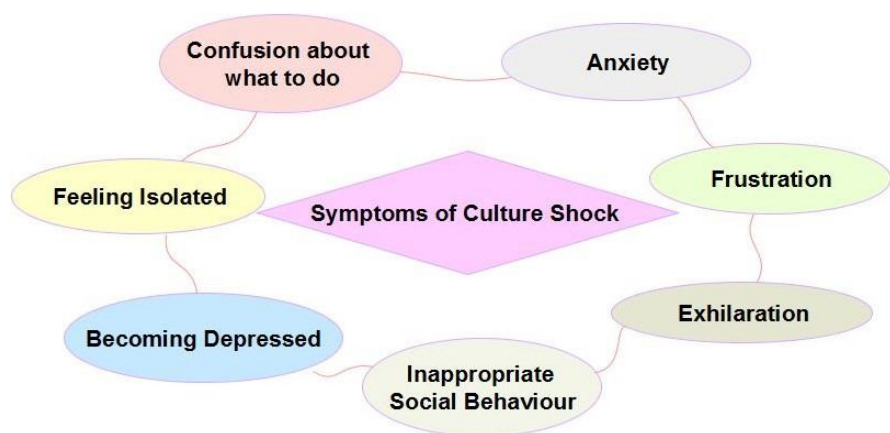 Confusion about
what to do
Anxiety
Feeling Isolated
Symptoms of Culture Shock
Frustration
Becoming Depressed
Exhilaration
Inappropriate
Social Behaviour